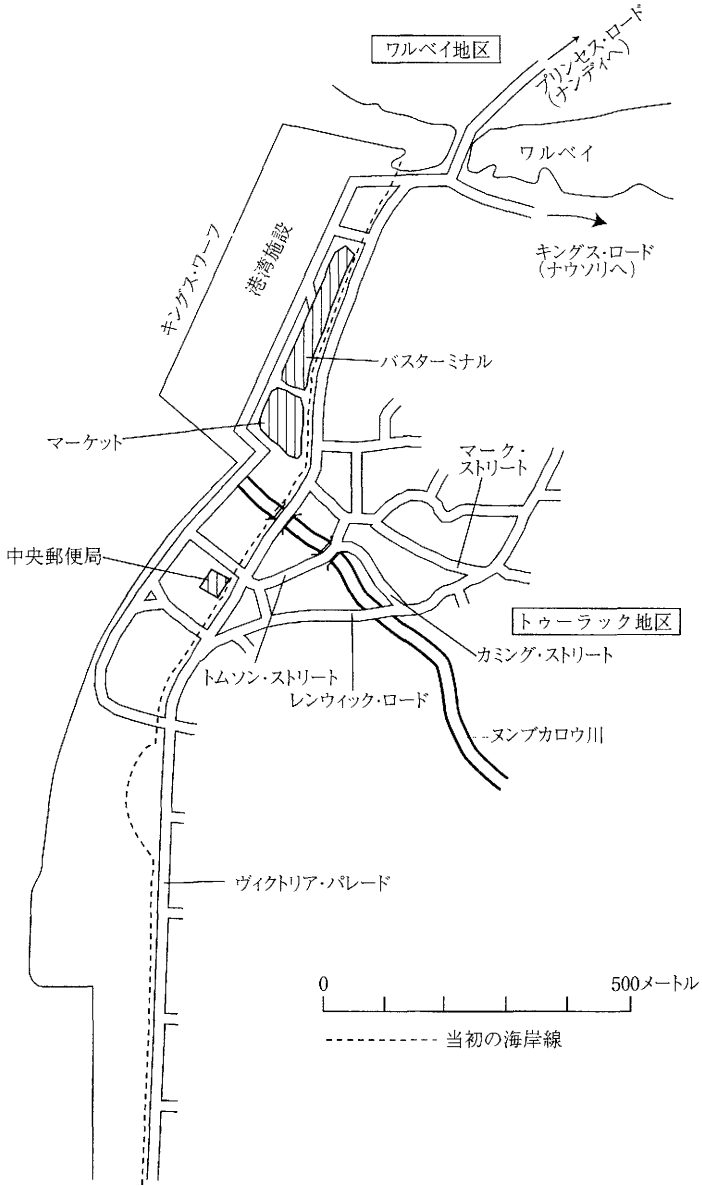 ワルベイ地区
プリンセス・ロード
(ナンディへ)
ワルベイ
キングス・ロード
(ナウソリへ)
キングス・ワーフ
港湾施設
バスターミナル
マーケット
マーク・
ストリート
中央郵便局
トゥーラック地区
カミング・ストリート
トムソン・ストリート
レンウィック・ロード
ヌンブカロウ川
ヴィクトリア・パレード
0
500メートル
当初の海岸線